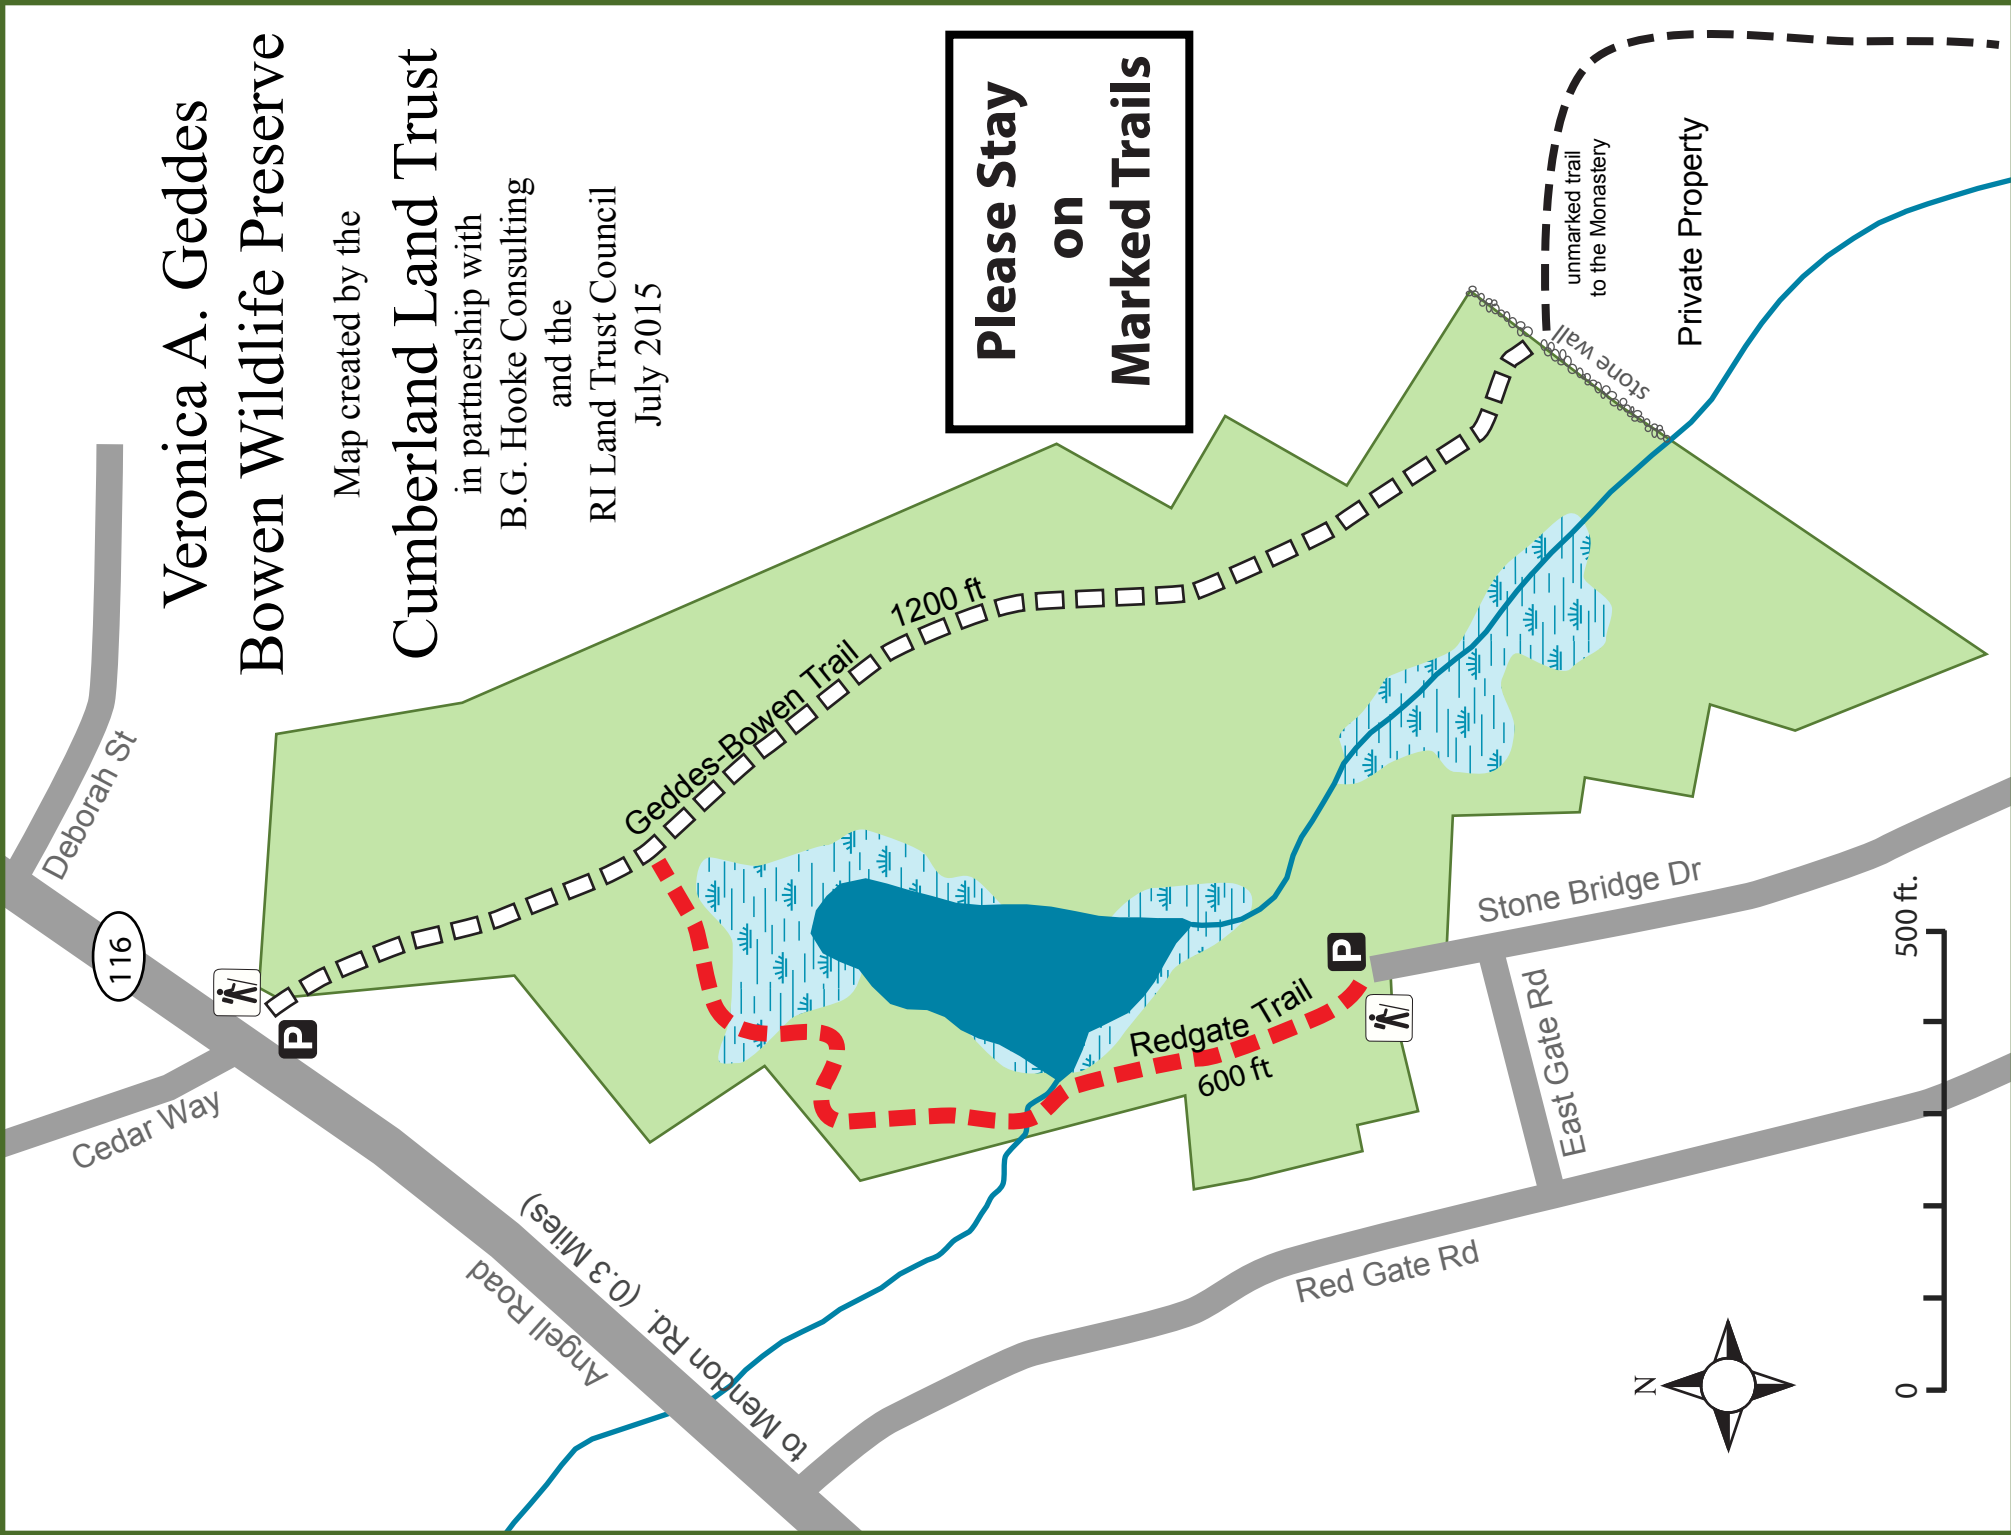 Veronica A. Geddes
Bowen Wildlife Preserve
Map created by the
Cumberland Land Trust
in partnership with
B.G. Hooke Consulting
and the
RI Land Trust Council
July 2015
Please Stay
on
Marked Trails
unmarked trail
to the Monastery
Private Property
stone wall
Deborah St
116
P
Cedar Way
Geddes-Bowen Trail
1200 ft
Redgate Trail
600 ft
P
Stone Bridge Dr
East Gate Rd
Red Gate Rd
Angell Road
to Mendon Rd. (0.3 Miles)
N
0
500 ft.